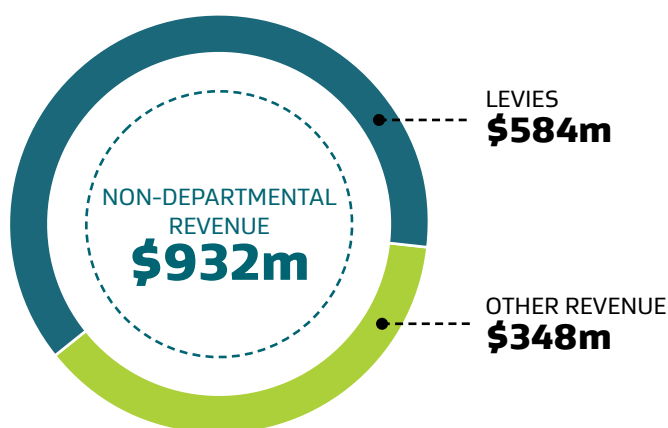 NON-DEPARTMENTAL
REVENUE
$932m
LEVIES
$584m
OTHER REVENUE
$348m